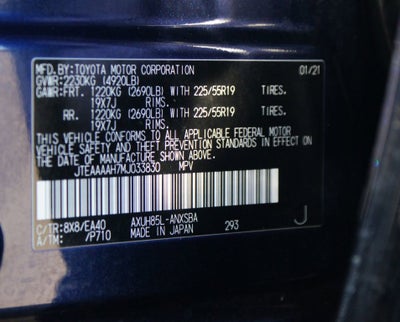 MFD.BY:TOYOTA MOTOR CORPORATION 01/21
GVWR:2230KG (4920LB)
GAWR:FRT. 1220KG (2690LB) WITH 225/55R19 TIRES.
19X7J RIMS.
RR. 1220KG (2690LB) WITH 225/55R19 TIRES.
19X7J RIMS.
THIS VEHICLE CONFORMS TO ALL APPLICABLE FEDERAL MOTOR
VEHICLE SAFETY AND THEFT PREVENTION STANDARDS IN EFFECT ON
THE DATE OF MANUFACTURE SHOWN ABOVE.
JTEAAAAH7MJ033830 MPV
C/TR:8X8/EA40 AXUH85L-ANXSBA J
A/TM: /P710 MADE IN JAPAN 293